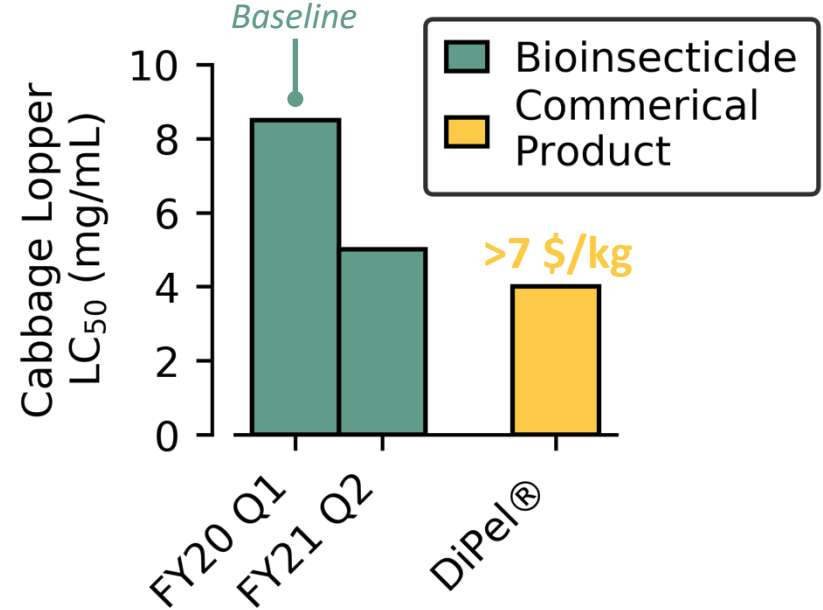 Baseline
Bioinsecticide
Commerical
Product
>7 $/kg
Cabbage Lopper
LC₅₀ (mg/mL)
10
8
6
4
2
0
FY20 Q1
FY21 Q2
DiPel®